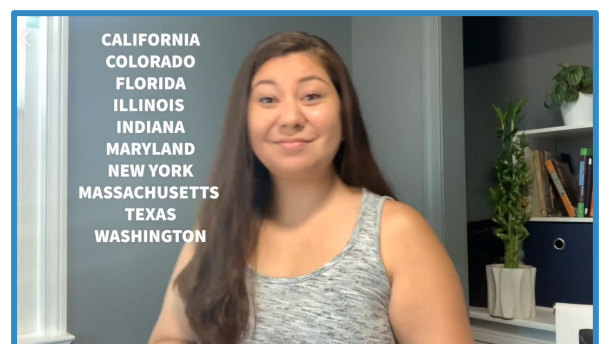 CALIFORNIA
COLORADO
FLORIDA
ILLINOIS
INDIANA
MARYLAND
NEW YORK
MASSACHUSETTS
TEXAS
WASHINGTON